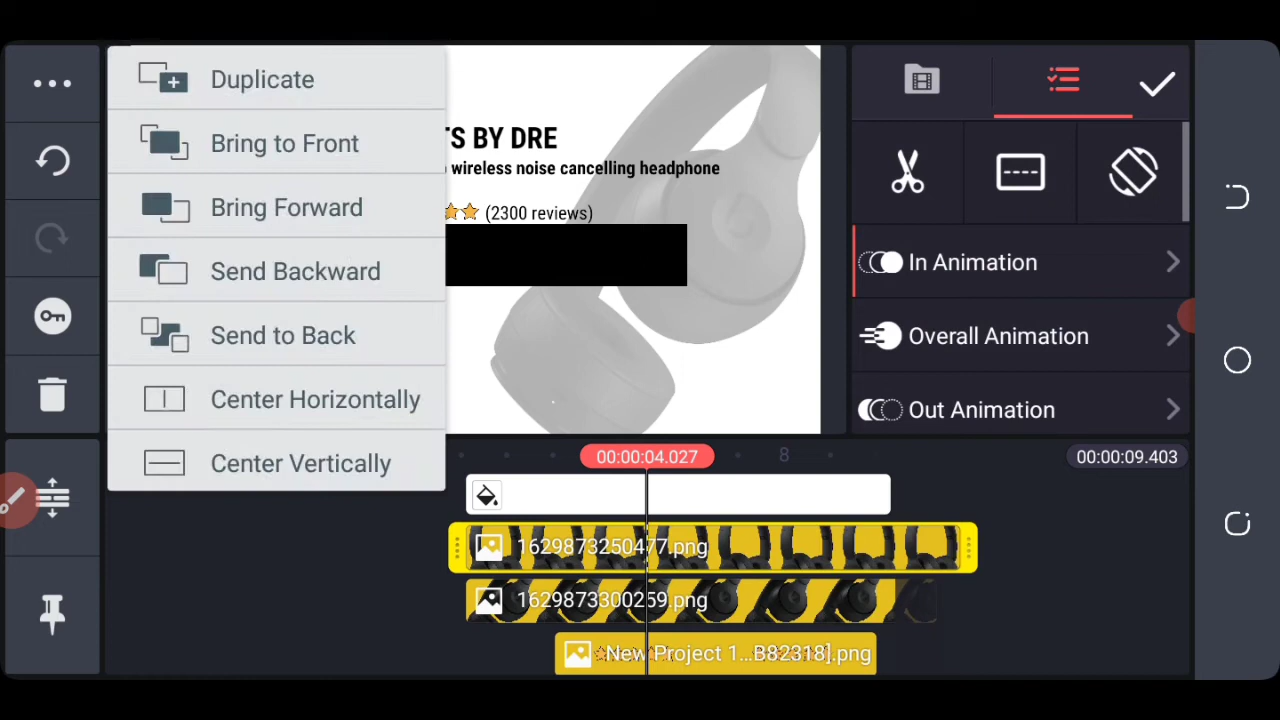 Duplicate
Bring to Front
Bring Forward
Send Backward
Send to Back
Center Horizontally
Center Vertically
TS BY DRE
wireless noise cancelling headphone
(2300 reviews)
In Animation
Overall Animation
Out Animation
00:00:04.027
8
00:00:09.403
1629873250477.png
1629873300259.png
New Project 1...B82318].png